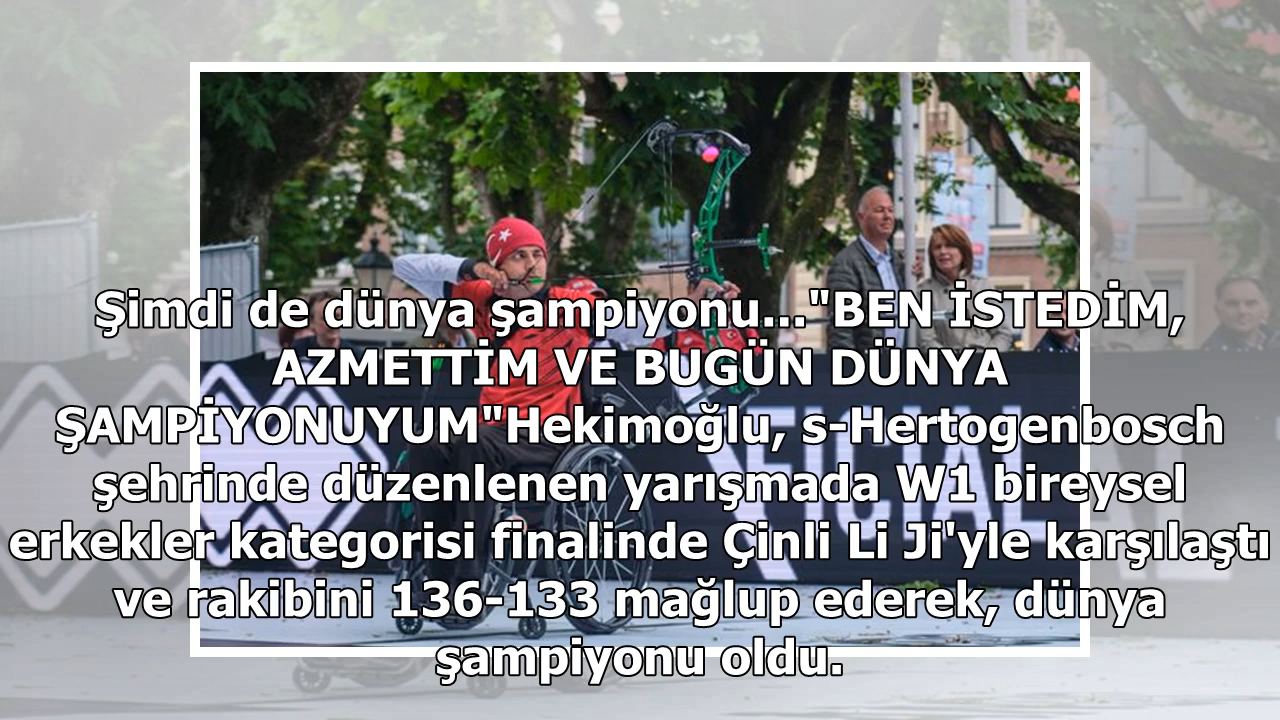 Şimdi de dünya şampiyonu..."BEN İSTEDİM,
AZMETTİM VE BUGÜN DÜNYA
ŞAMPİYONUYUM"Hekimoğlu, s-Hertogenbosch
şehrinde düzenlenen yarışmada W1 bireysel
erkekler kategorisi finalinde Çinli Li Ji'yle karşılaştı
ve rakibini 136-133 mağlup ederek, dünya
şampiyonu oldu.
FICIAL